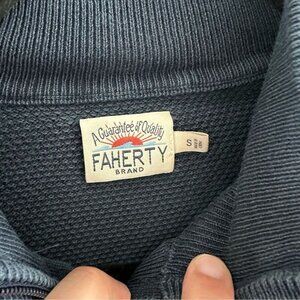 A Guarantee of Quality
FAHERTY
BRAND
S